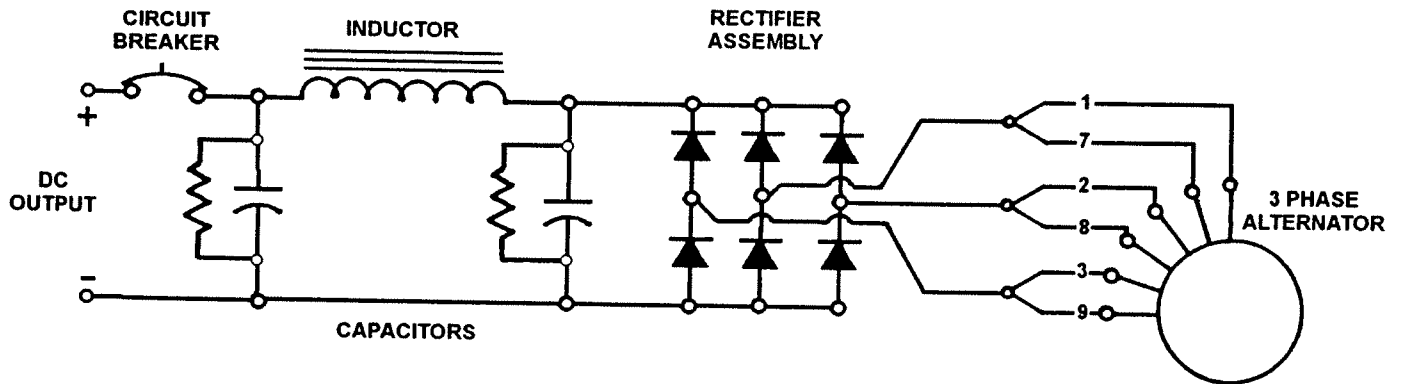 CIRCUIT
BREAKER
INDUCTOR
RECTIFIER
ASSEMBLY
+
DC
OUTPUT
-
CAPACITORS
1
7
2
8
3
9
3 PHASE
ALTERNATOR